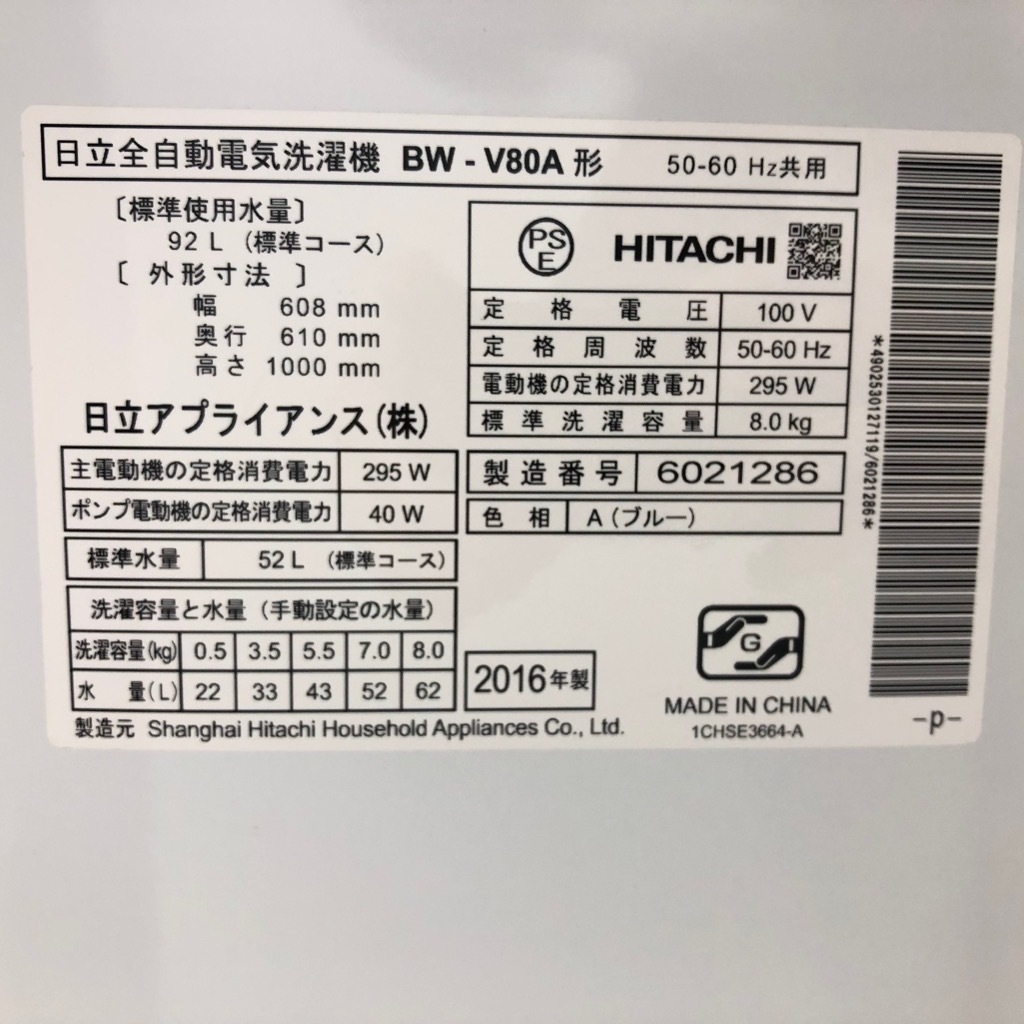 日立全自動電気洗濯機 BW - V80A 形 50-60 Hz共用
〔標準使用水量〕
92 L (標準コース)
〔 外形寸法 〕
幅 608 mm
奥行 610 mm
高さ 1000 mm
日立アプライアンス(株)
主電動機の定格消費電力 295 W
ポンプ電動機の定格消費電力 40 W
標準水量 52 L (標準コース)
洗濯容量と水量 (手動設定の水量)
洗濯容量(kg) 0.5 3.5 5.5 7.0 8.0
水 量(L) 22 33 43 52 62
製造元 Shanghai Hitachi Household Appliances Co., Ltd.
PS E HITACHI
定格電圧 100 V
定格周波数 50-60 Hz
電動機の定格消費電力 295 W
標準洗濯容量 8.0 kg
製造番号 6021286
色相 A (ブルー)
2016年製
G
MADE IN CHINA
1CHSE3664-A
*4902530127119/6021286*
-p-